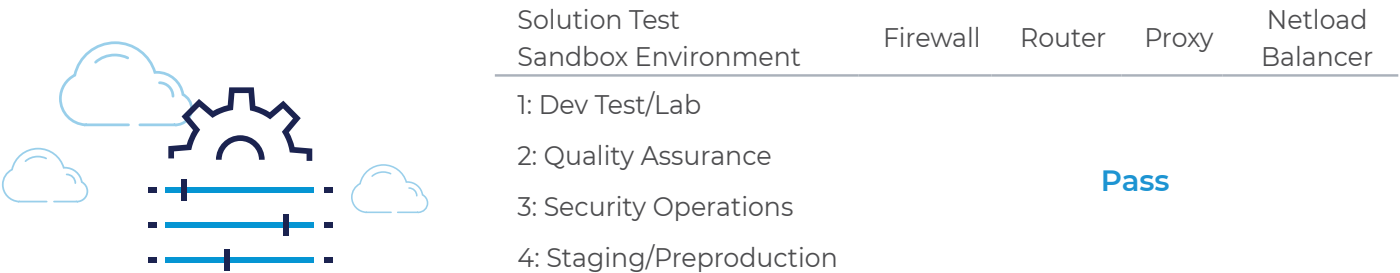 Solution Test
Sandbox Environment
Firewall
Router
Proxy
Netload
Balancer
1: Dev Test/Lab
2: Quality Assurance
3: Security Operations
4: Staging/Preproduction
Pass